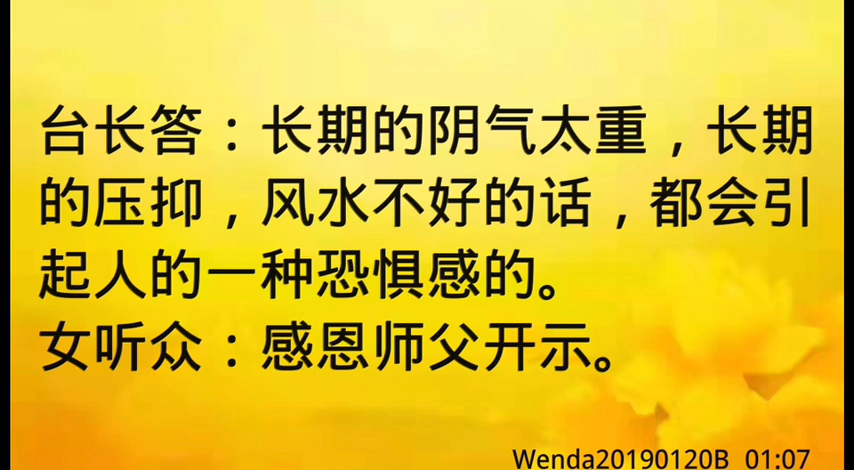 台长答：长期的阴气太重，长期
的压抑，风水不好的话，都会引
起人的一种恐惧感的。
女听众：感恩师父开示。
Wenda20190120B 01:07